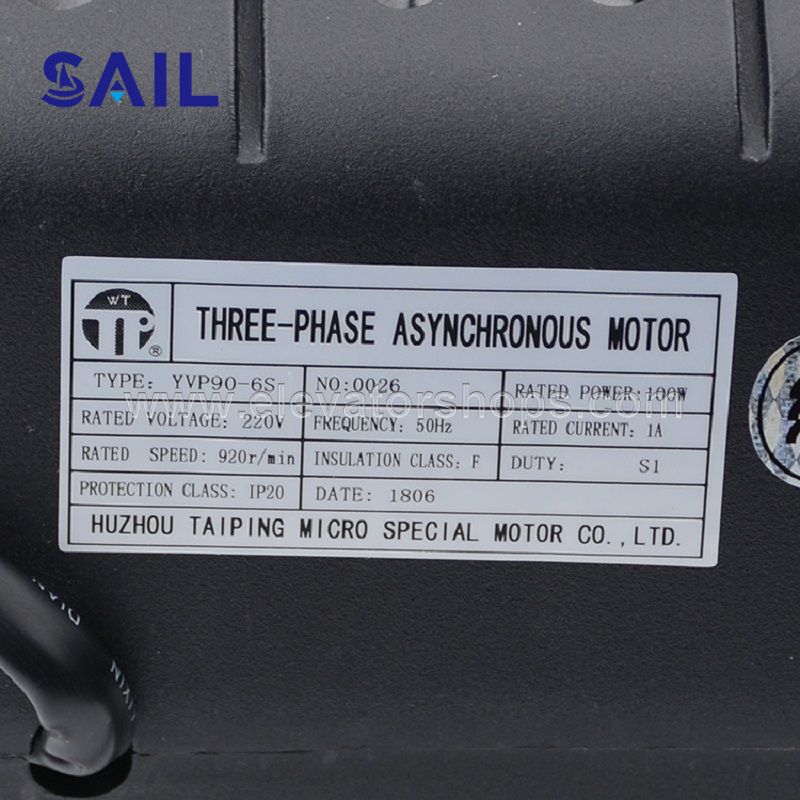 SAIL
WT
®
THREE-PHASE ASYNCHRONOUS MOTOR
TYPE: YVP90-6S NO:0026 RATED POWER:100W
RATED VOLTAGE: 220V FREQUENCY: 50Hz RATED CURRENT: 1A
RATED SPEED: 920r/min INSULATION CLASS: F DUTY: S1
PROTECTION CLASS: IP20 DATE: 1806
HUZHOU TAIPING MICRO SPECIAL MOTOR CO.,LTD.
www.elevatorshops.com